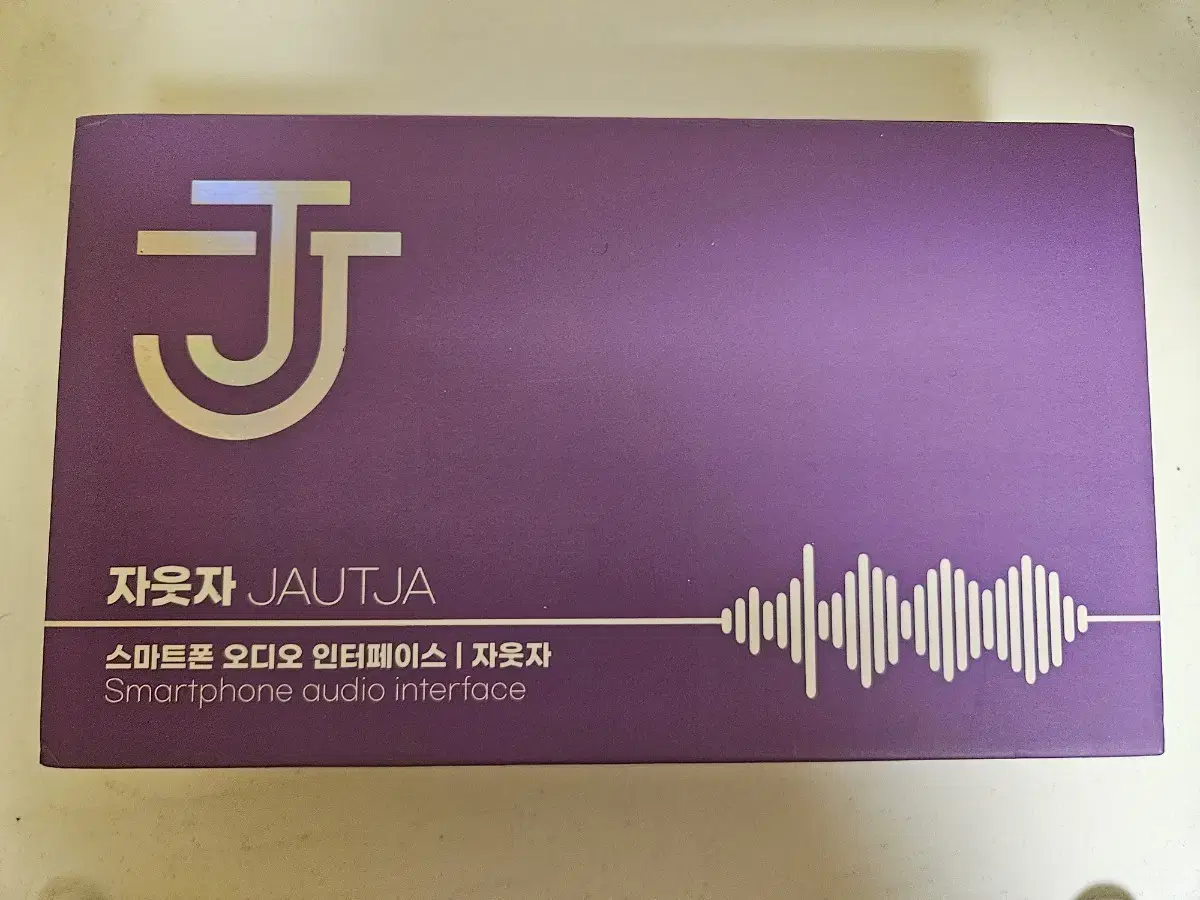 자웃자 JAUTJA
스마트폰 오디오 인터페이스 | 자웃자
Smartphone audio interface